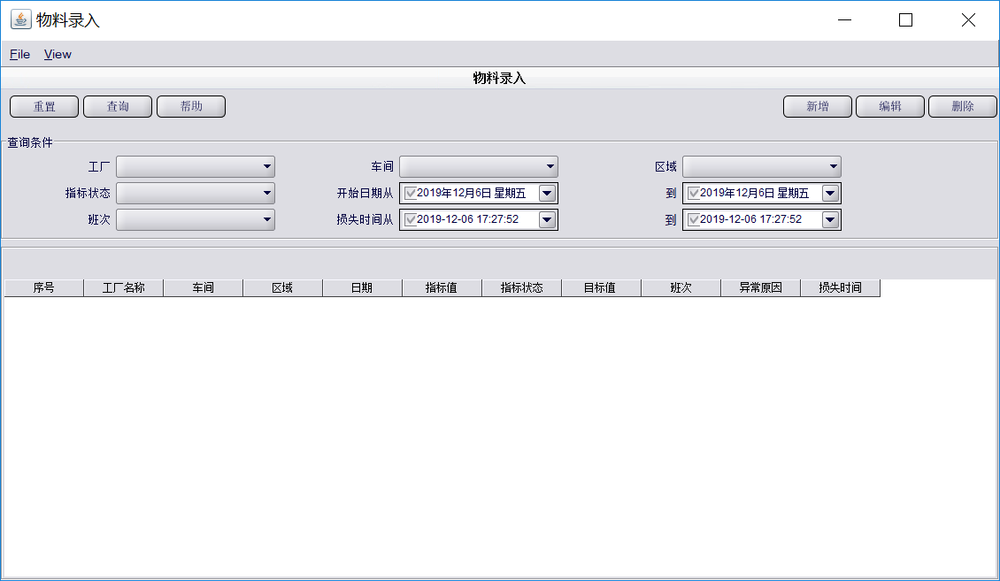 物料录入
File View
物料录入
重置 查询 帮助 新增 编辑 删除
查询条件
工厂 车间 区域
指标状态 开始日期从 2019年12月6日 星期五 到 2019年12月6日 星期五
班次 损失时间从 2019-12-06 17:27:52 到 2019-12-06 17:27:52
序号 工厂名称 车间 区域 日期 指标值 指标状态 目标值 班次 异常原因 损失时间